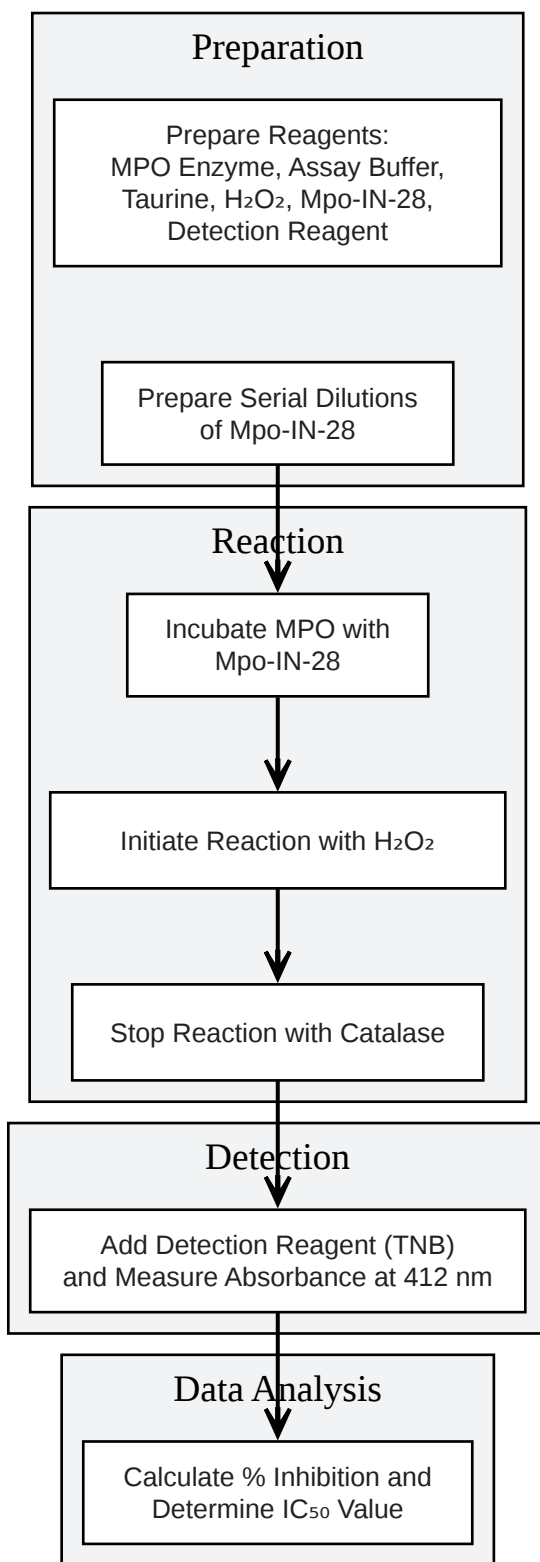 Preparation
Prepare Reagents:
MPO Enzyme, Assay Buffer,
Taurine, H₂O₂, Mpo-IN-28,
Detection Reagent
Prepare Serial Dilutions
of Mpo-IN-28
Reaction
Incubate MPO with
Mpo-IN-28
Initiate Reaction with H₂O₂
Stop Reaction with Catalase
Detection
Add Detection Reagent (TNB)
and Measure Absorbance at 412 nm
Data Analysis
Calculate % Inhibition and
Determine IC₅₀ Value